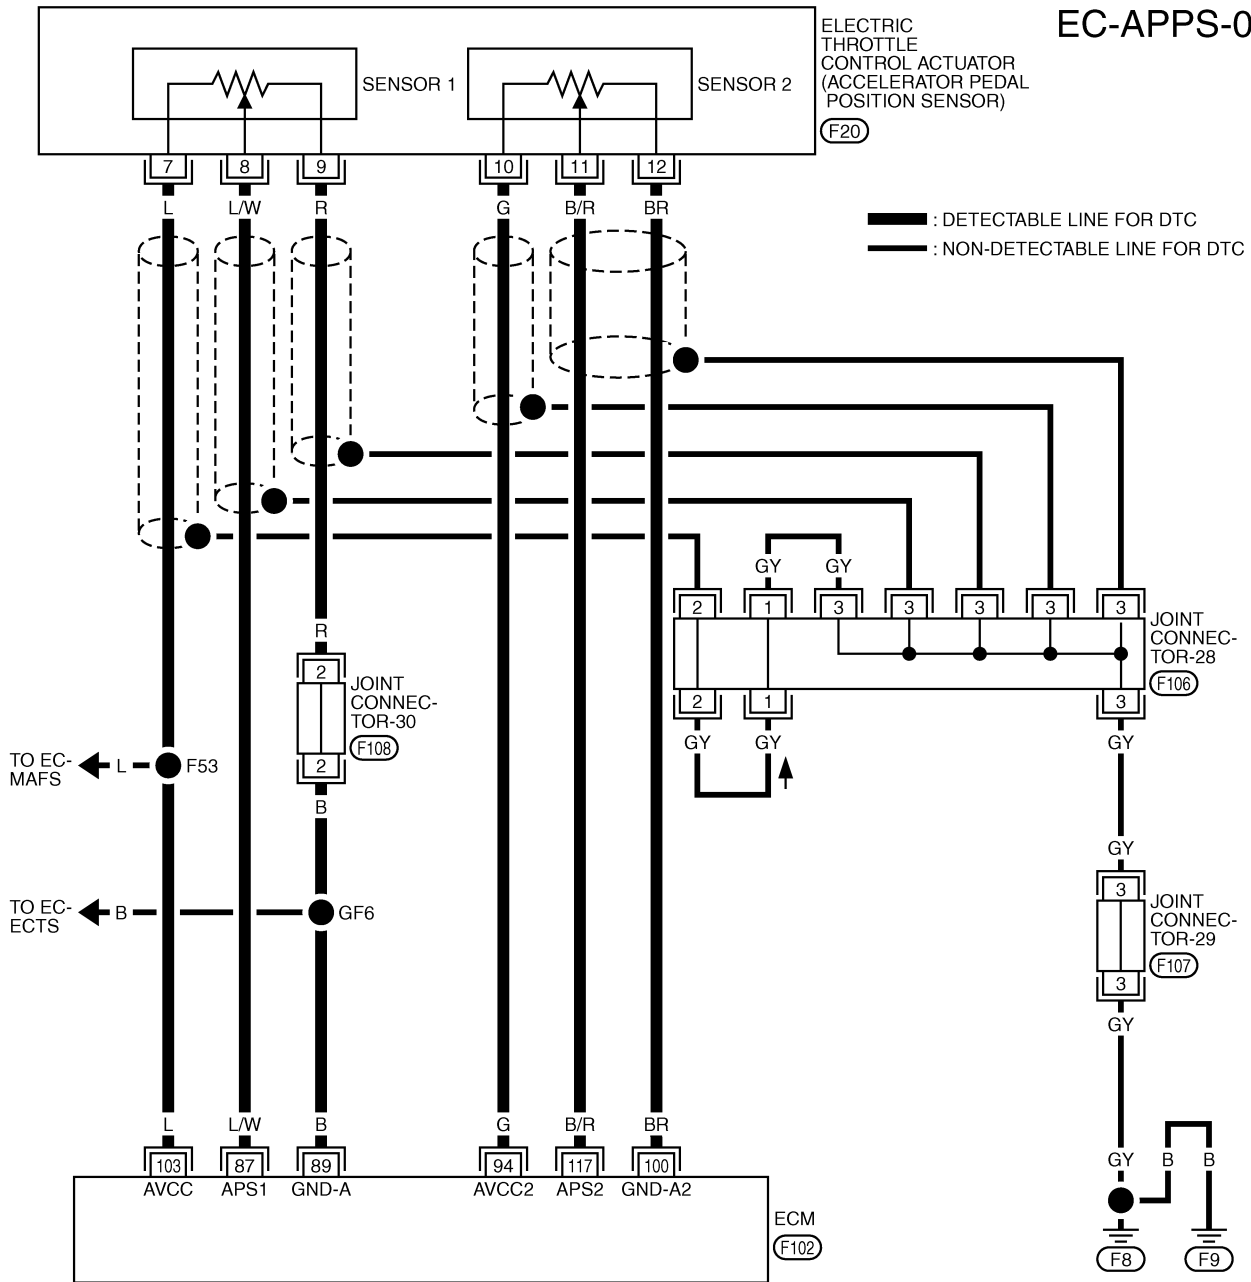 EC-APPS-0
ELECTRIC
THROTTLE
CONTROL ACTUATOR
(ACCELERATOR PEDAL
POSITION SENSOR)
F20
SENSOR 1
SENSOR 2
7 8 9 10 11 12
L L/W R G B/R BR
: DETECTABLE LINE FOR DTC
: NON-DETECTABLE LINE FOR DTC
GY GY
2 1 3 3 3 3 3
JOINT
CONNEC-
TOR-28
F106
2 1 3
GY GY GY
R
2
JOINT
CONNEC-
TOR-30
F108
2
B
TO EC-
MAFS
L
F53
TO EC-
ECTS
B
GF6
GY
3
JOINT
CONNEC-
TOR-29
F107
3
GY
L L/W B G B/R BR
103 87 89 94 117 100
AVCC APS1 GND-A AVCC2 APS2 GND-A2
ECM
F102
GY B B
F8 F9